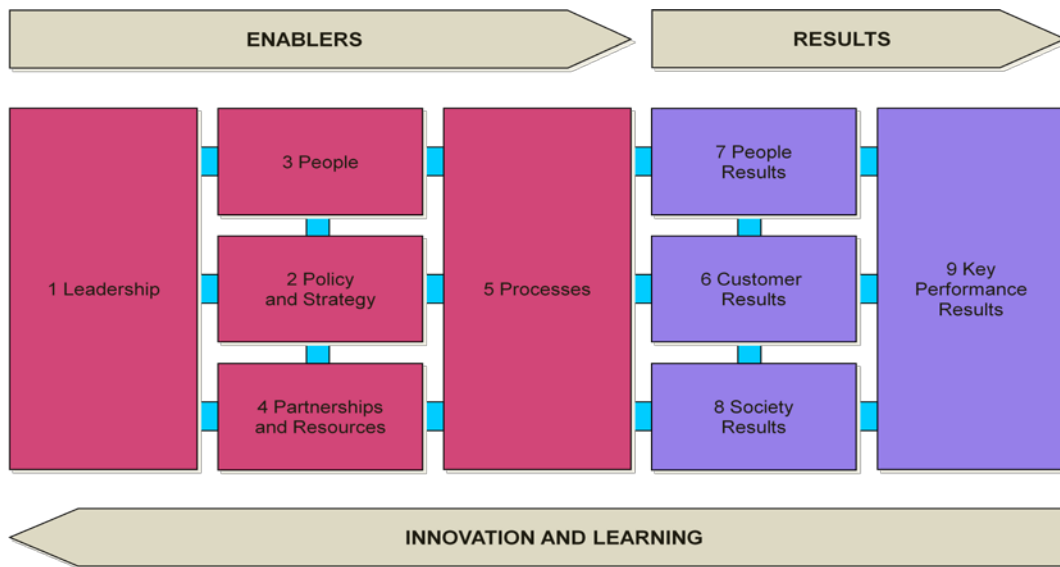 ENABLERS
RESULTS
1 Leadership
3 People
2 Policy
and Strategy
4 Partnerships
and Resources
5 Processes
7 People
Results
6 Customer
Results
8 Society
Results
9 Key
Performance
Results
INNOVATION AND LEARNING